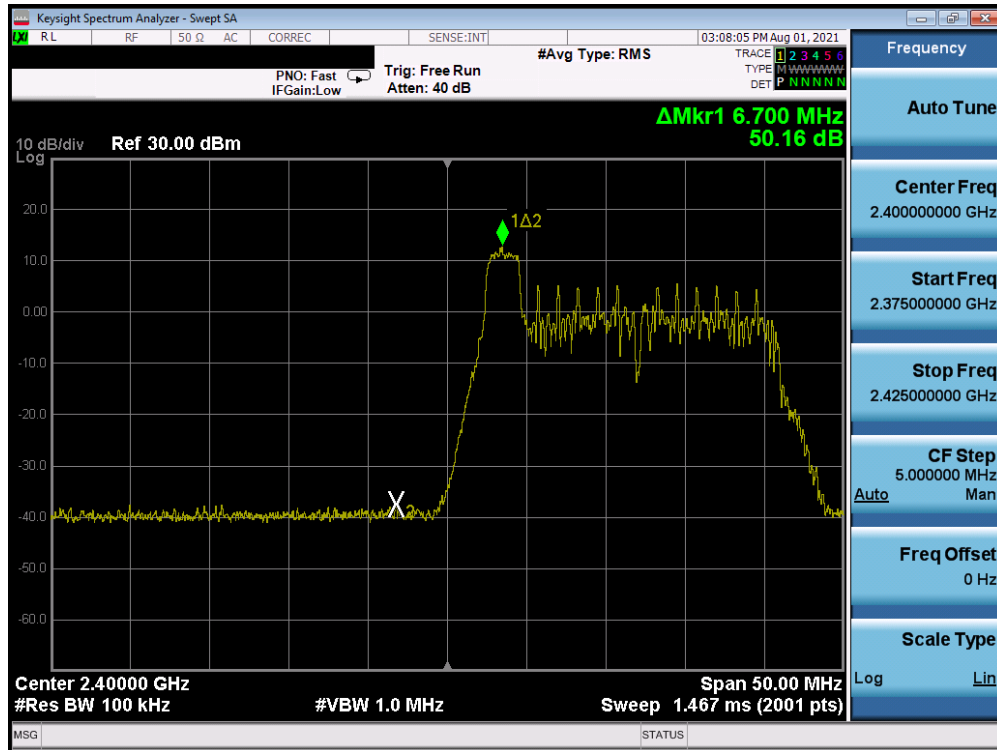 Keysight Spectrum Analyzer - Swept SA
LXI RL RF 50 Ω AC CORREC SENSE:INT 03:08:05 PM Aug 01, 2021
#Avg Type: RMS TRACE 1 2 3 4 5 6
PNO: Fast Trig: Free Run TYPE M WWWWW
IFGain:Low Atten: 40 dB DET P N N N N N
ΔMkr1 6.700 MHz
50.16 dB
10 dB/div Ref 30.00 dBm
Log
1Δ2
20.0
10.0
0.00
-10.0
-20.0
-30.0
-40.0
X2
-50.0
-60.0
Center 2.40000 GHz Span 50.00 MHz
#Res BW 100 kHz #VBW 1.0 MHz Sweep 1.467 ms (2001 pts)
MSG STATUS
Frequency
Auto Tune
Center Freq
2.400000000 GHz
Start Freq
2.375000000 GHz
Stop Freq
2.425000000 GHz
CF Step
5.000000 MHz
Auto Man
Freq Offset
0 Hz
Scale Type
Log Lin